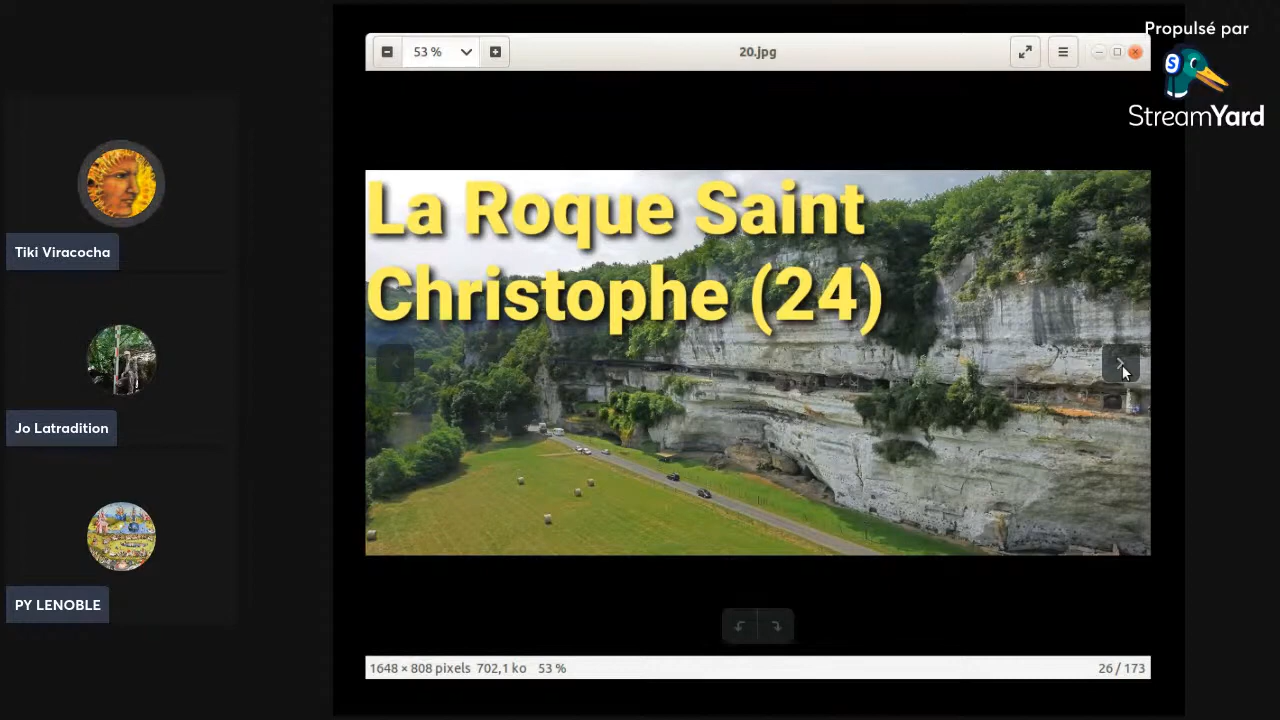 Propulsé par
StreamYard
53 %
20.jpg
La Roque Saint
Christophe (24)
Tiki Viracocha
Jo Latradition
PY LENOBLE
1648 × 808 pixels 702,1 ko 53 %
26 / 173